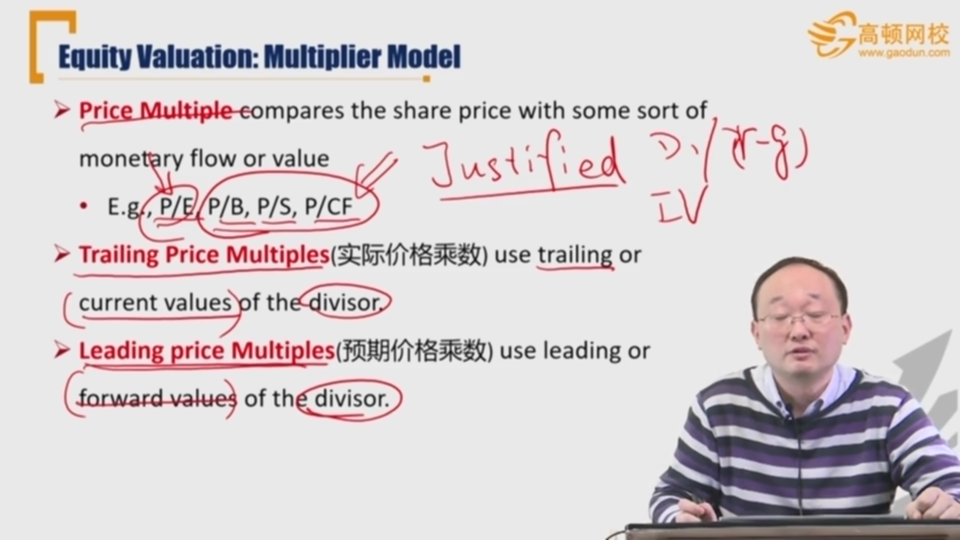 高顿网校
www.gaodun.com
Equity Valuation: Multiplier Model
Price Multiple compares the share price with some sort of
monetary flow or value
Justified D₁/(r-g)
IV
• E.g., P/E, P/B, P/S, P/CF
Trailing Price Multiples(实际价格乘数) use trailing or
current values of the divisor.
Leading price Multiples(预期价格乘数) use leading or
forward values of the divisor.